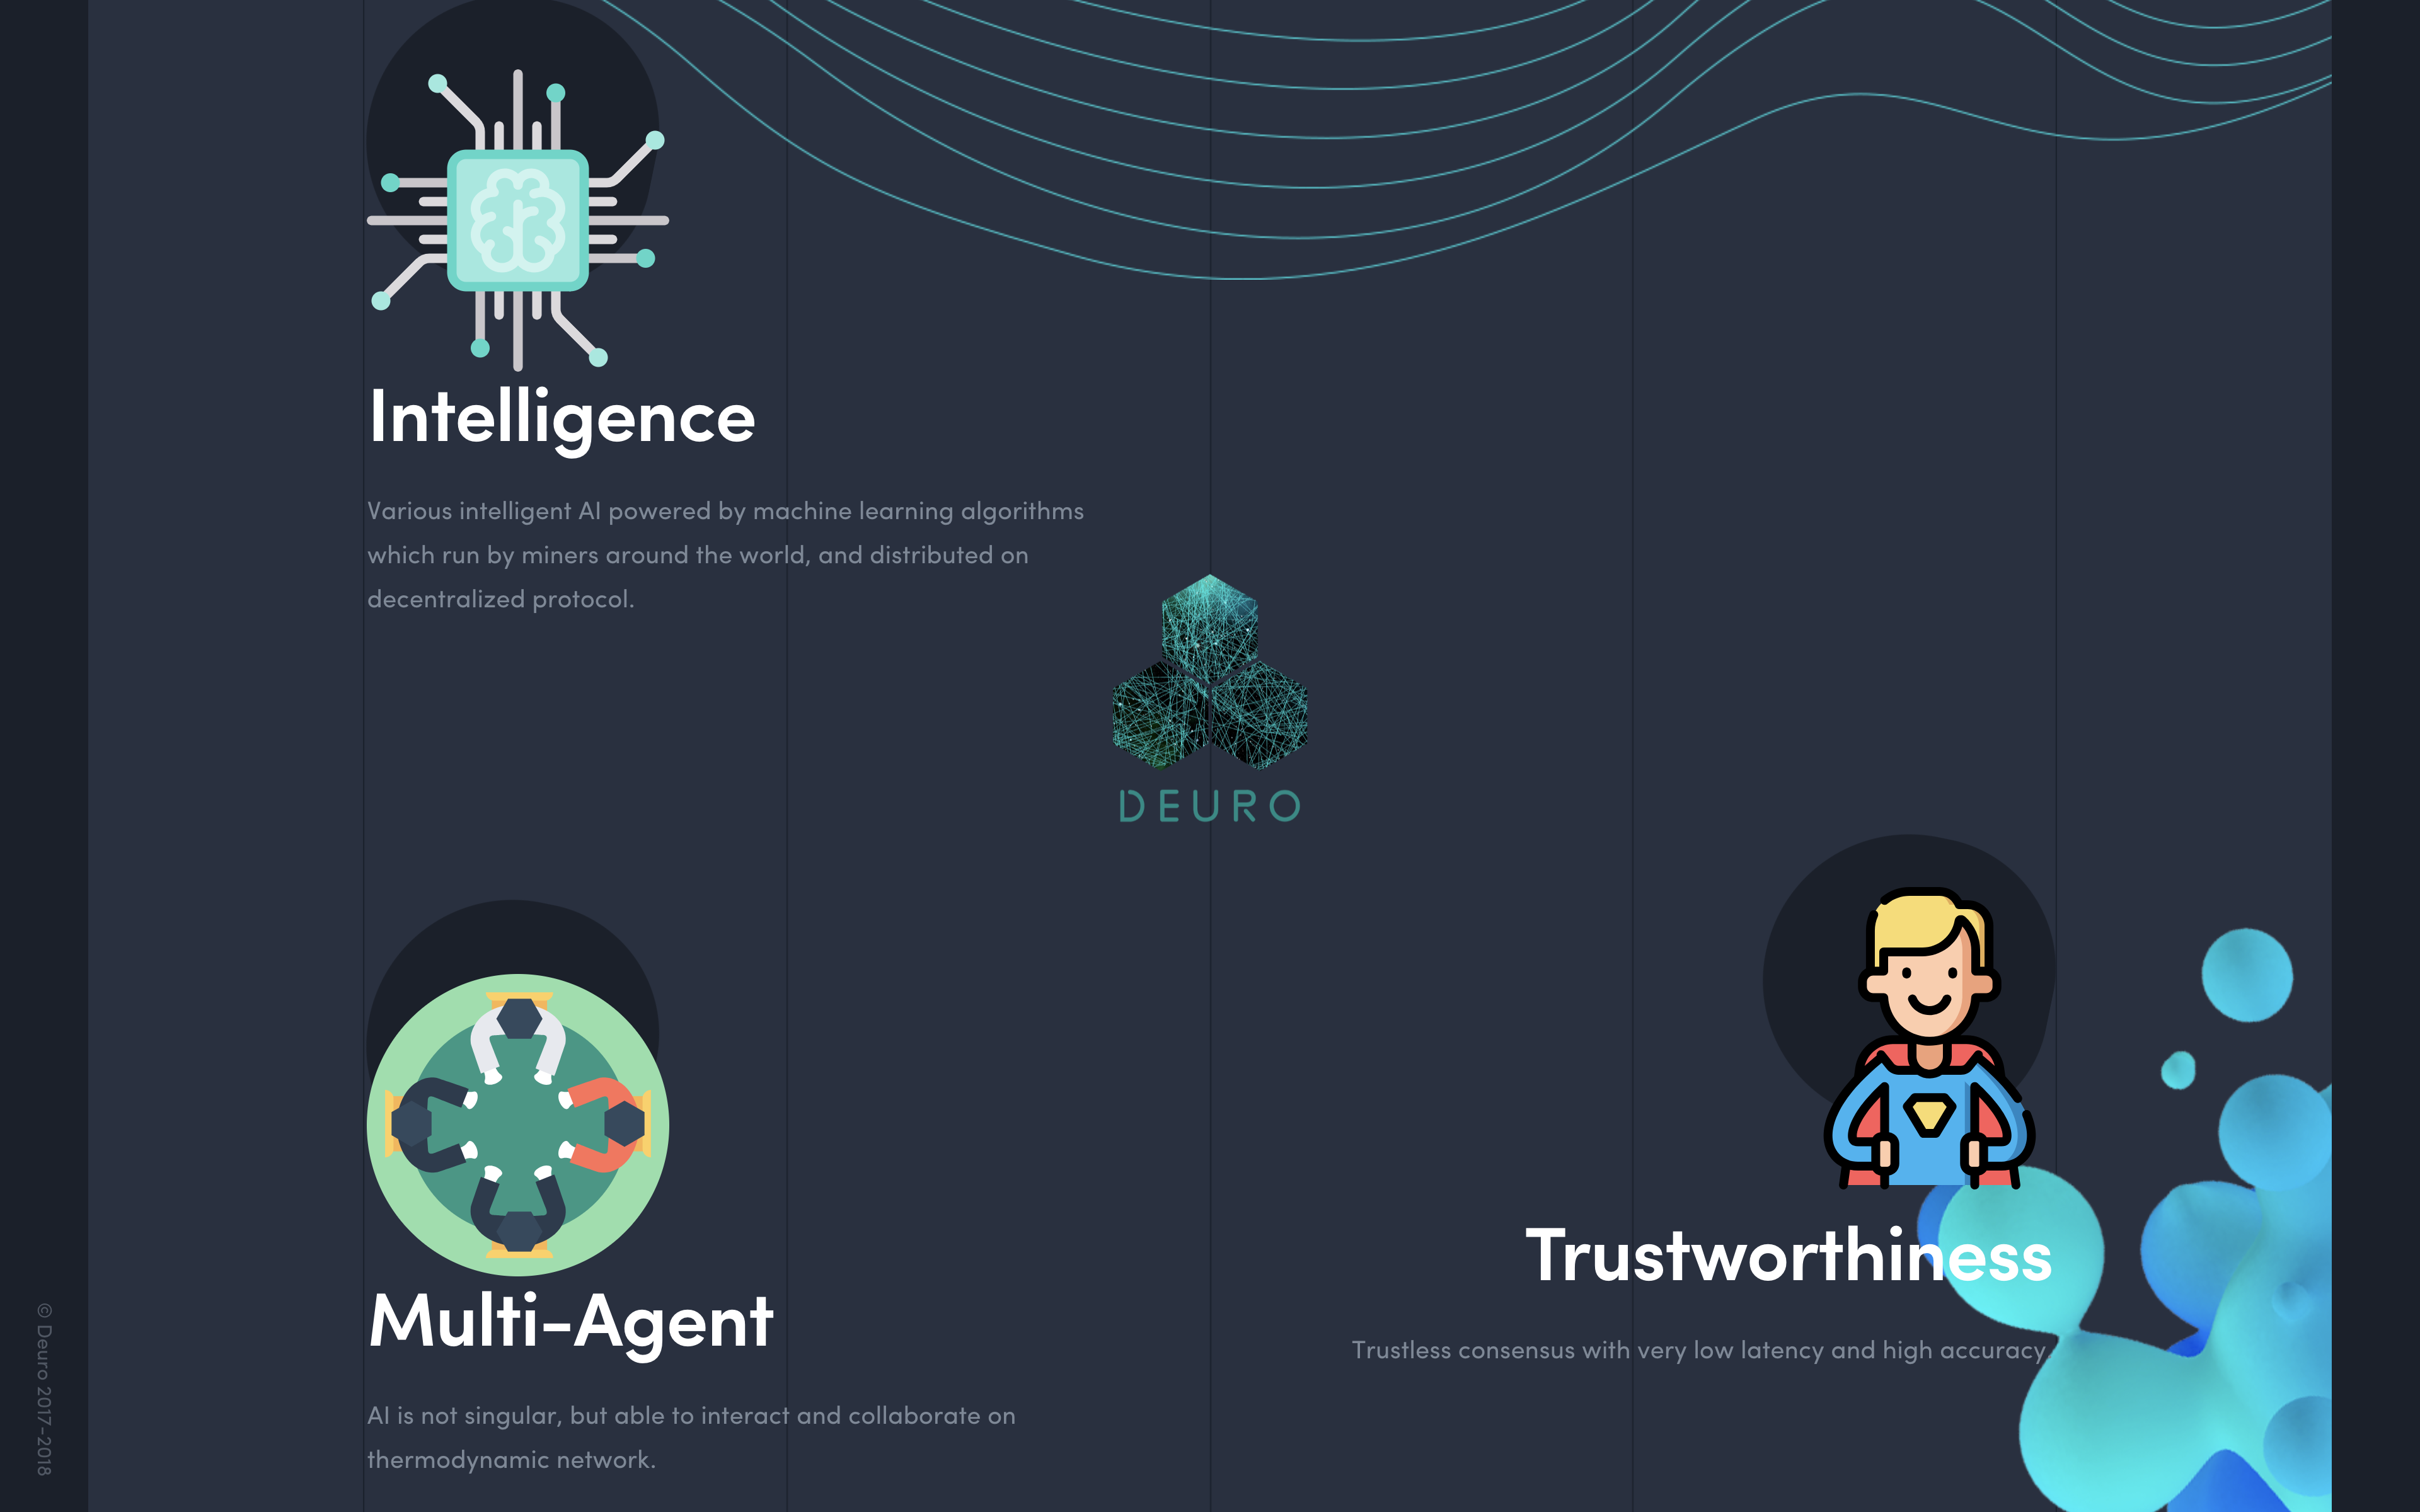 Intelligence
Various intelligent AI powered by machine learning algorithms
which run by miners around the world, and distributed on
decentralized protocol.
DEURO
Multi-Agent
AI is not singular, but able to interact and collaborate on
thermodynamic network.
Trustworthiness
Trustless consensus with very low latency and high accuracy.
© Deuro 2017-2018